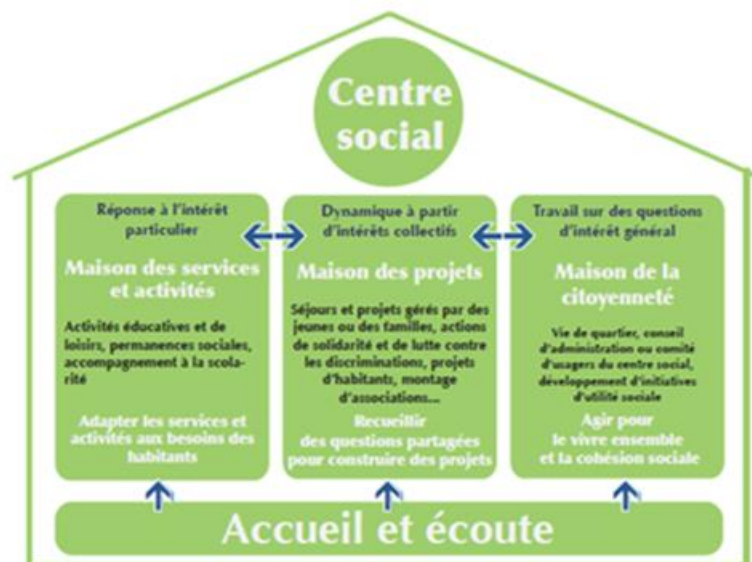 Centre
social
Réponse à l'intérêt
particulier
Maison des services
et activités
Activités éducatives et de
loisirs, permanences sociales,
accompagnement à la scola-
rité
Adapter les services et
activités aux besoins des
habitants
Dynamique à partir
d'intérêts collectifs
Maison des projets
Séjours et projets gérés par des
jeunes ou des familles, actions
de solidarité et de lutte contre
les discriminations, projets
d'habitants, montage
d'associations...
Recueillir
des questions partagées
pour construire des projets
Travail sur des questions
d'intérêt général
Maison de la
citoyenneté
Vie de quartier, conseil
d'administration ou comité
d'usagers du centre social,
développement d'initiatives
d'utilité sociale
Agir pour
le vivre ensemble
et la cohésion sociale
Accueil et écoute